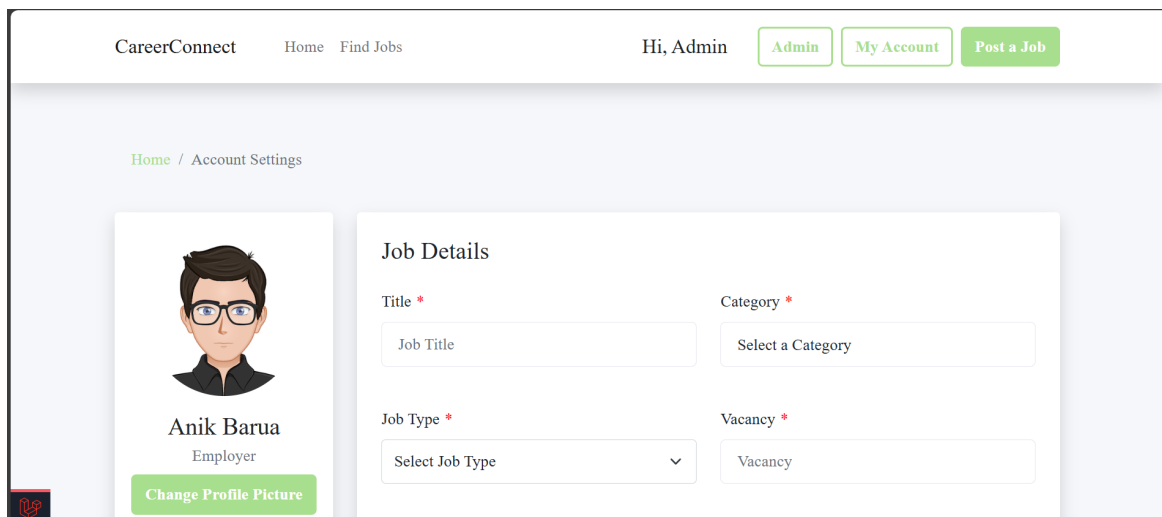 CareerConnect Home Find Jobs Hi, Admin Admin My Account Post a Job
Home / Account Settings
Anik Barua
Employer
Change Profile Picture
Job Details
Title * Category *
Job Title Select a Category
Job Type * Vacancy *
Select Job Type Vacancy